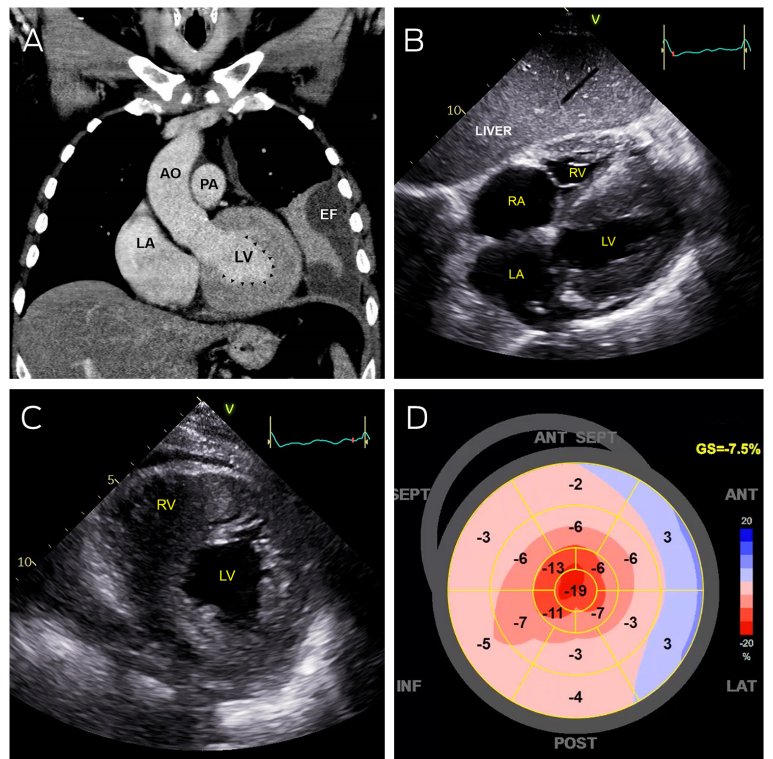 A
AO
PA
EF
LA
LV
B
V
10
LIVER
RV
RA
LV
LA
C
V
5
RV
10
LV
D
ANT SEPT
GS=-7.5%
SEPT
ANT
-2
-3
-6
3
20
-6
-13
-6
-6
-19
-7
-11
-7
-3
-5
-3
3
-20
%
-4
INF
LAT
POST